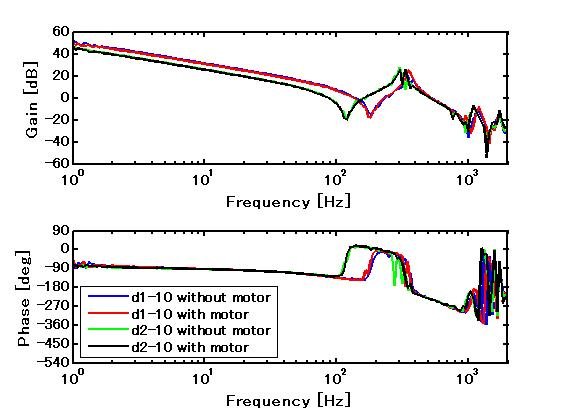 60
40
20
0
-20
-40
-60
Gain [dB]
10^0
10^1
10^2
10^3
Frequency [Hz]
90
0
-90
-180
-270
-360
-450
-540
Phase [deg]
d1-10 without motor
d1-10 with motor
d2-10 without motor
d2-10 with motor
10^0
10^1
10^2
10^3
Frequency [Hz]